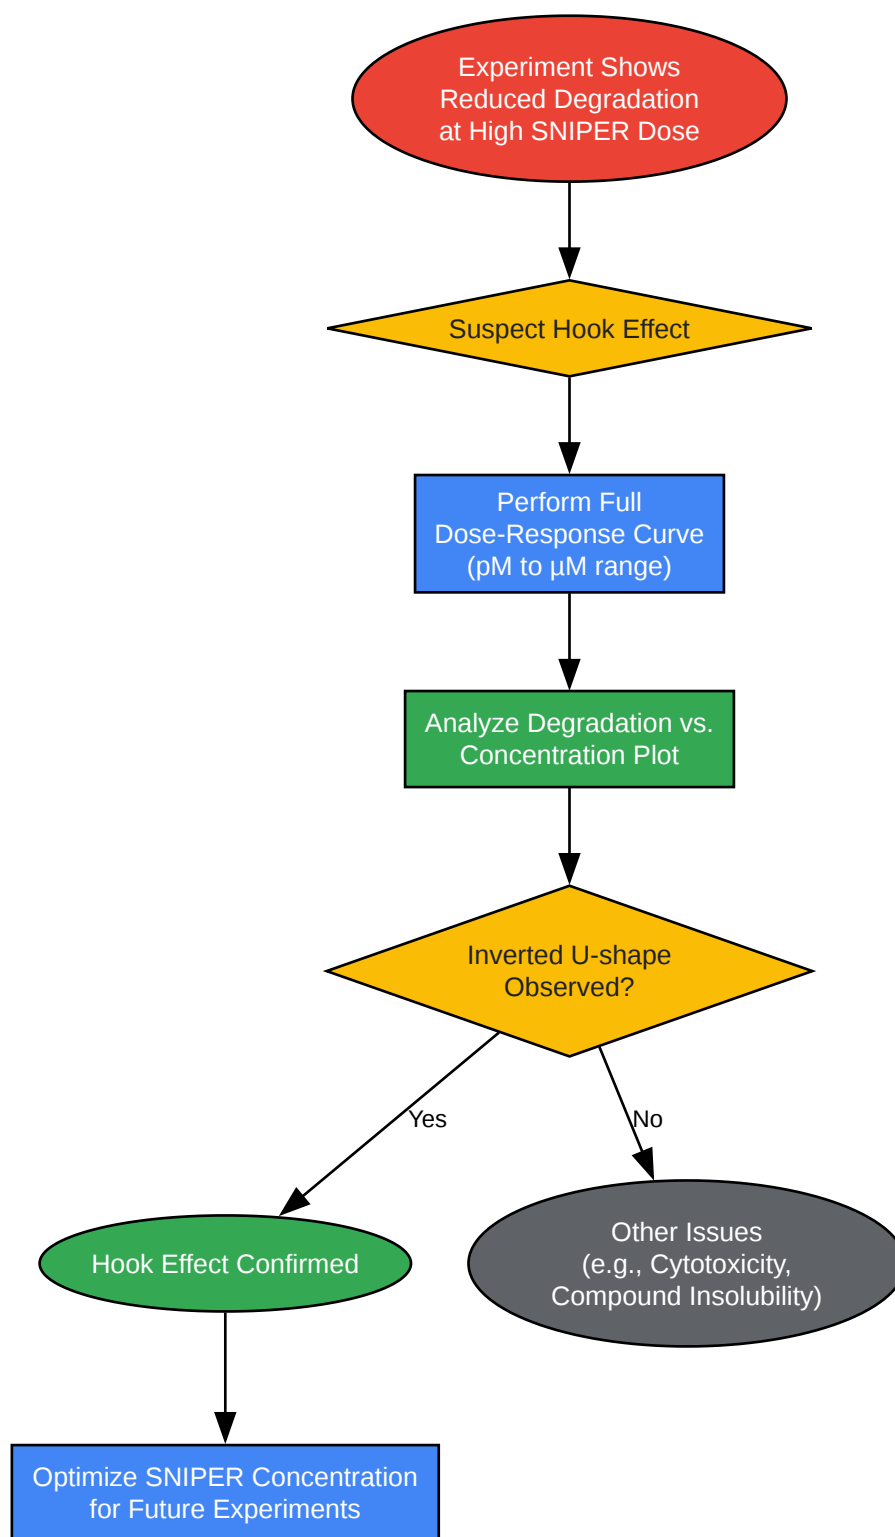 Experiment Shows
Reduced Degradation
at High SNIPER Dose
Suspect Hook Effect
Perform Full
Dose-Response Curve
(pM to µM range)
Analyze Degradation vs.
Concentration Plot
Inverted U-shape
Observed?
Yes
No
Hook Effect Confirmed
Other Issues
(e.g., Cytotoxicity,
Compound Insolubility)
Optimize SNIPER Concentration
for Future Experiments